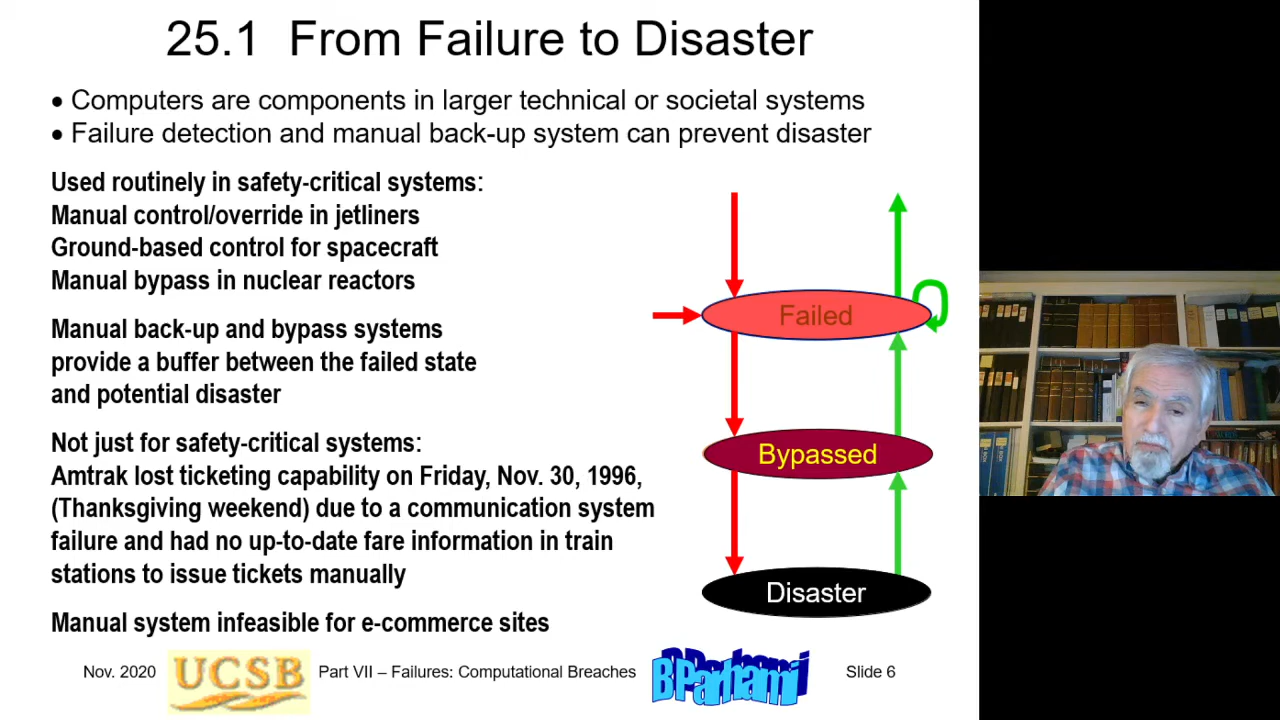 25.1 From Failure to Disaster
• Computers are components in larger technical or societal systems
• Failure detection and manual back-up system can prevent disaster
Used routinely in safety-critical systems:
Manual control/override in jetliners
Ground-based control for spacecraft
Manual bypass in nuclear reactors
Manual back-up and bypass systems
provide a buffer between the failed state
and potential disaster
Not just for safety-critical systems:
Amtrak lost ticketing capability on Friday, Nov. 30, 1996,
(Thanksgiving weekend) due to a communication system
failure and had no up-to-date fare information in train
stations to issue tickets manually
Manual system infeasible for e-commerce sites
Failed
Bypassed
Disaster
Nov. 2020
UCSB
Part VII – Failures: Computational Breaches
B Parhami
Slide 6